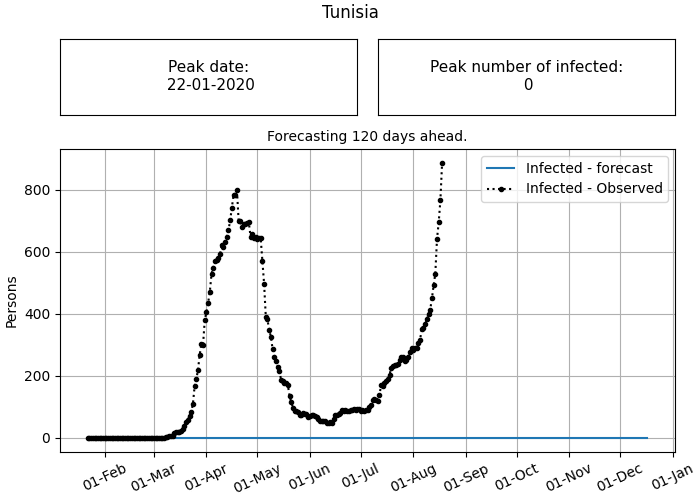 Tunisia
Peak date:
22-01-2020
Peak number of infected:
0
Forecasting 120 days ahead.
Infected - forecast
Infected - Observed
Persons
800
600
400
200
0
01-Feb
01-Mar
01-Apr
01-May
01-Jun
01-Jul
01-Aug
01-Sep
01-Oct
01-Nov
01-Dec
01-Jan